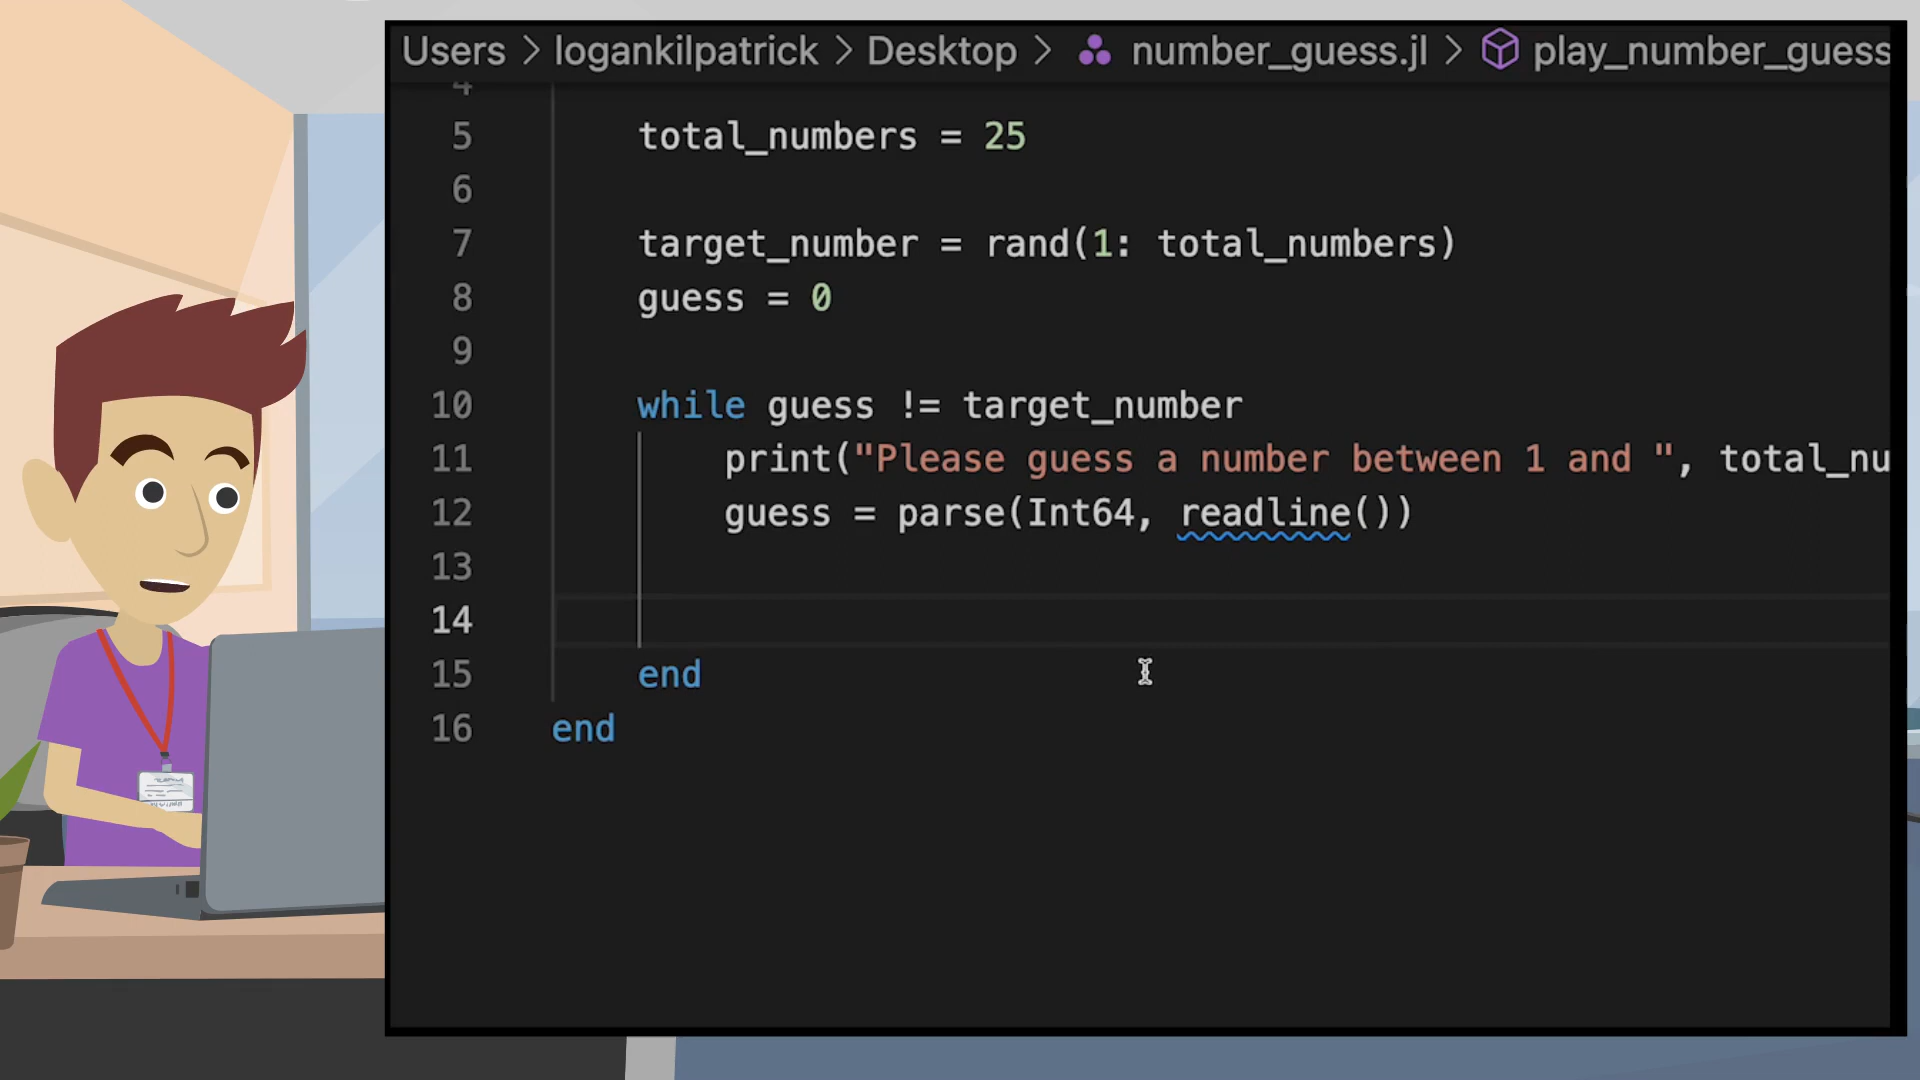 Users > logankilpatrick > Desktop > number_guess.jl > play_number_guess
4
5 total_numbers = 25
6
7 target_number = rand(1: total_numbers)
8 guess = 0
9
10 while guess != target_number
11 print("Please guess a number between 1 and ", total_nu
12 guess = parse(Int64, readline())
13
14
15 end
16 end